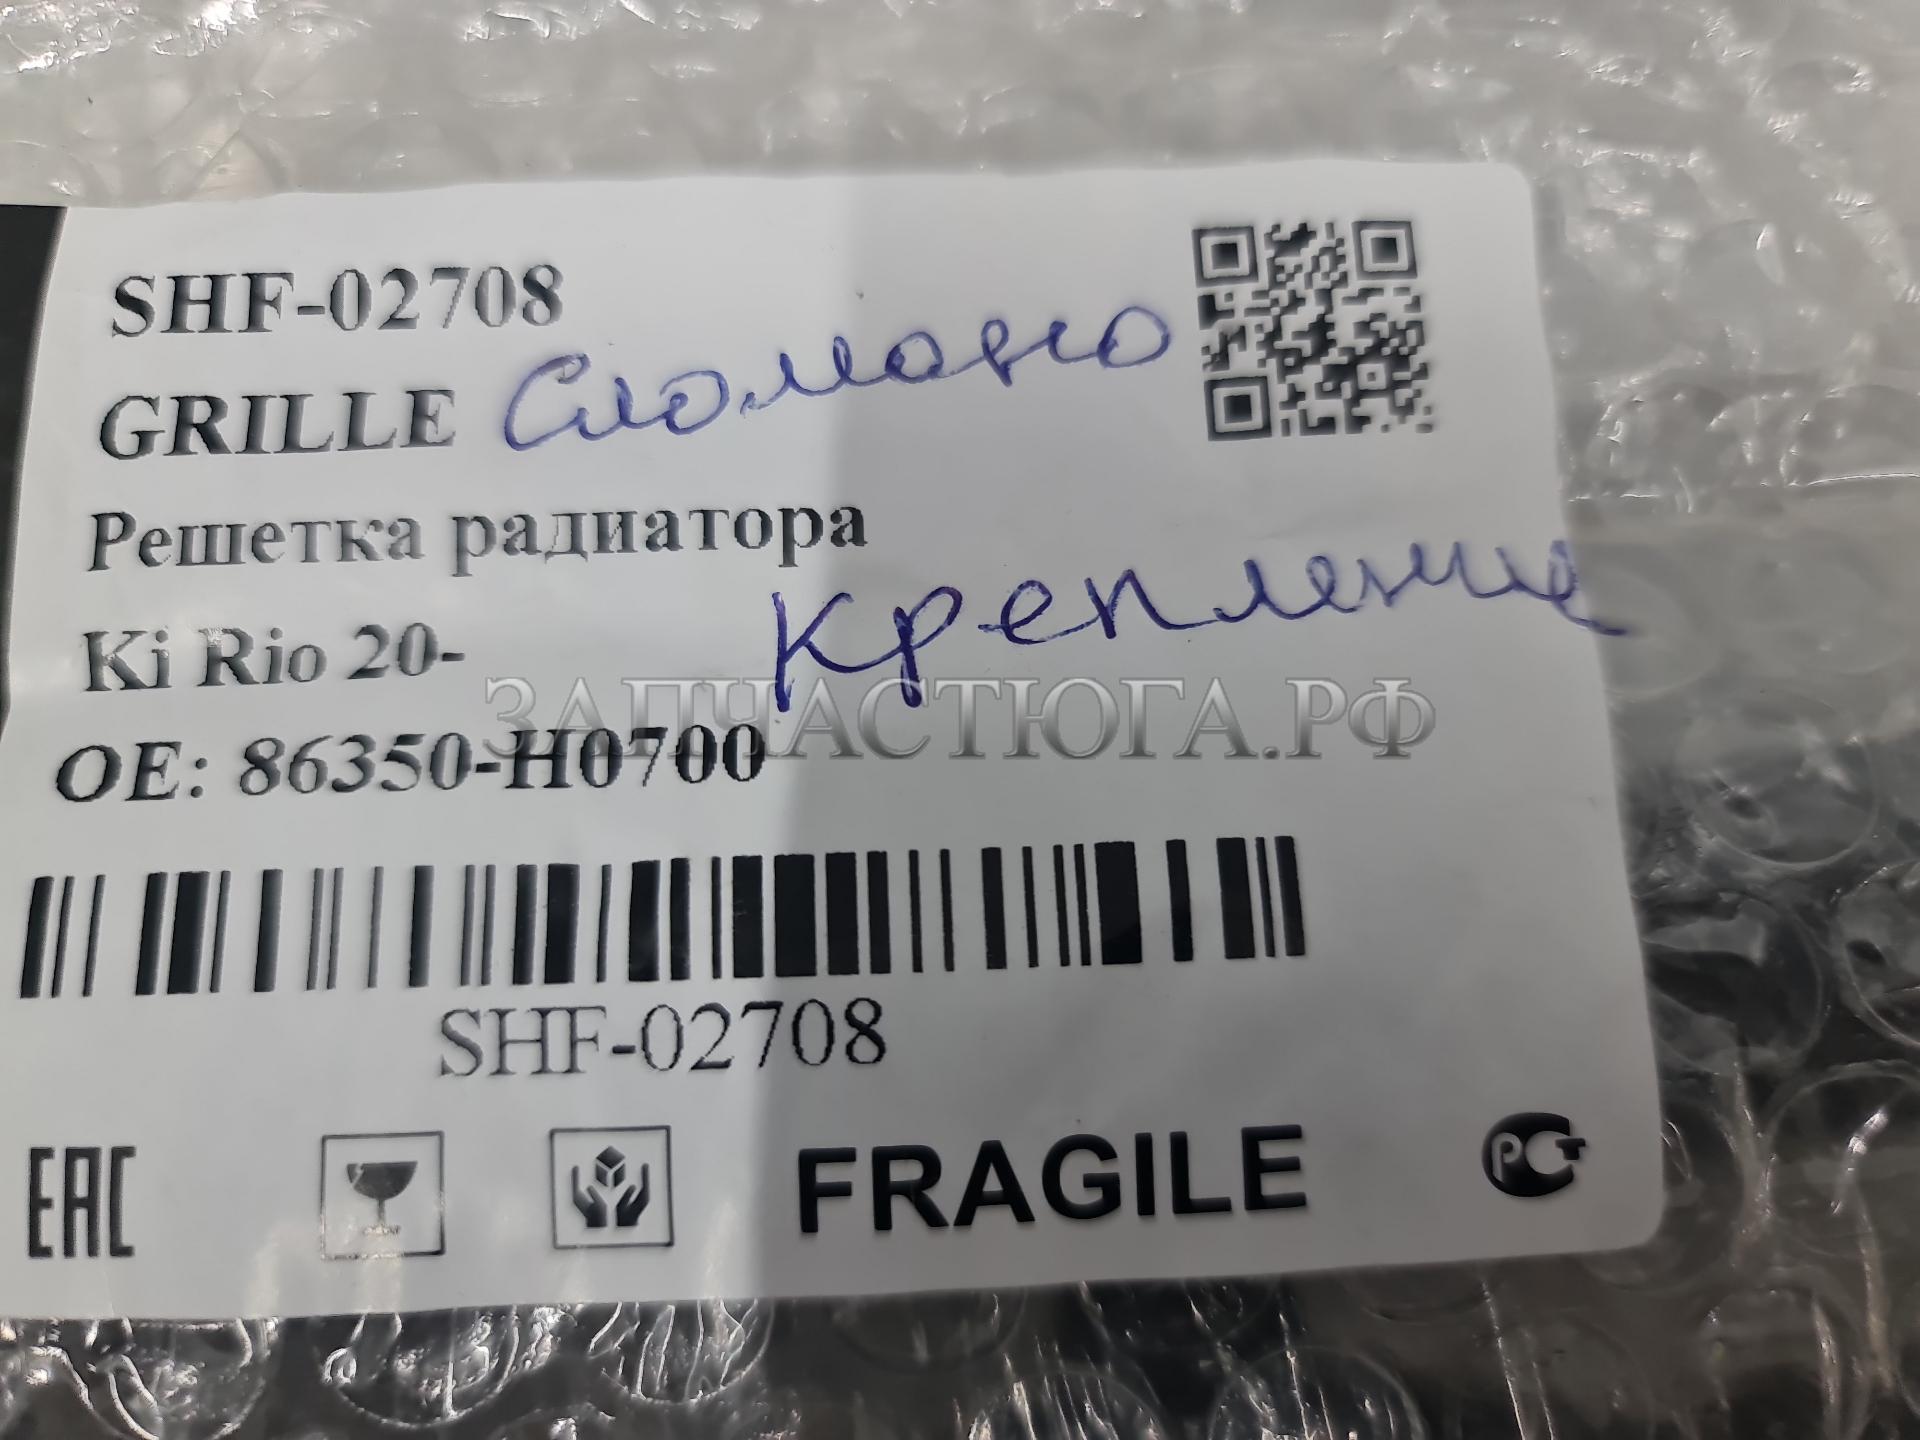 SHF-02708
GRILLE Сломано
Решетка радиатора
Крепление
Ki Rio 20-
ЗАПЧАСТЮГА.РФ
OE: 86350-H0700
SHF-02708
EAC FRAGILE РСТ